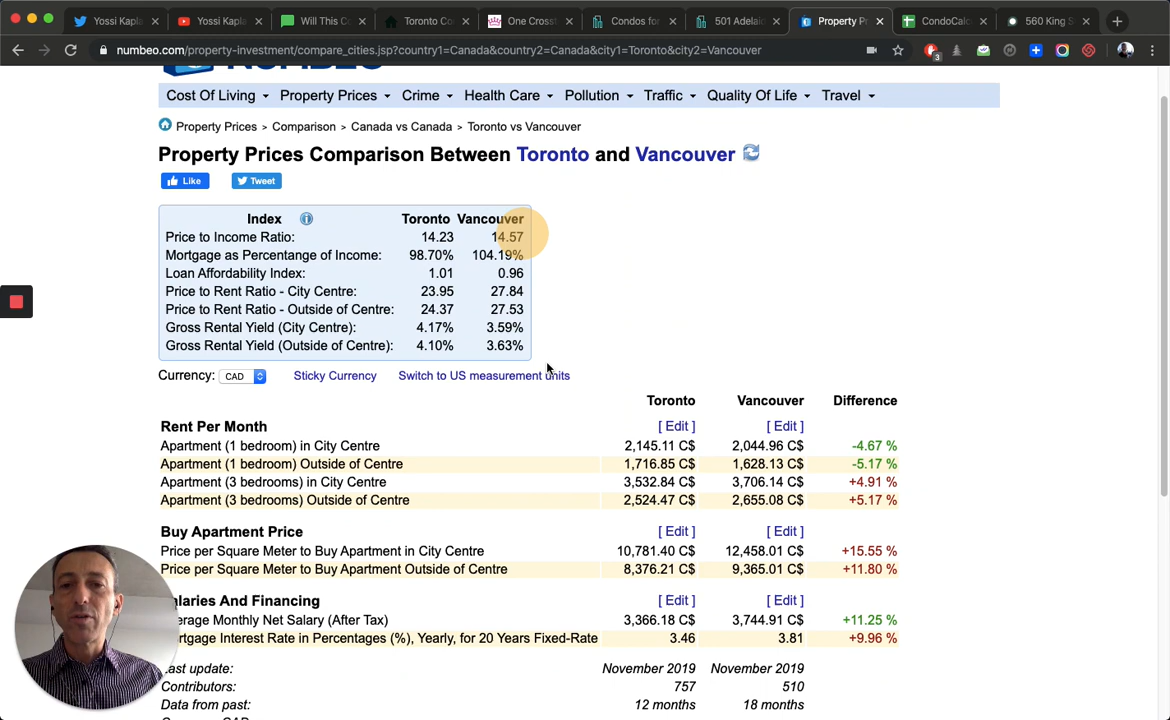 Yossi Kapla
Yossi Kapla
Will This C
Toronto Co
One Crosst
Condos for
501 Adelai
Property P
CondoCalc
560 King S
numbeo.com/property-investment/compare_cities.jsp?country1=Canada&country2=Canada&city1=Toronto&city2=Vancouver
3
Cost Of Living Property Prices Crime Health Care Pollution Traffic Quality Of Life Travel
Property Prices > Comparison > Canada vs Canada > Toronto vs Vancouver
Property Prices Comparison Between Toronto and Vancouver
Like Tweet
Index Toronto Vancouver
Price to Income Ratio: 14.23 14.57
Mortgage as Percentange of Income: 98.70% 104.19%
Loan Affordability Index: 1.01 0.96
Price to Rent Ratio - City Centre: 23.95 27.84
Price to Rent Ratio - Outside of Centre: 24.37 27.53
Gross Rental Yield (City Centre): 4.17% 3.59%
Gross Rental Yield (Outside of Centre): 4.10% 3.63%
Currency: CAD Sticky Currency Switch to US measurement units
Toronto Vancouver Difference
Rent Per Month [ Edit ] [ Edit ]
Apartment (1 bedroom) in City Centre 2,145.11 C$ 2,044.96 C$ -4.67 %
Apartment (1 bedroom) Outside of Centre 1,716.85 C$ 1,628.13 C$ -5.17 %
Apartment (3 bedrooms) in City Centre 3,532.84 C$ 3,706.14 C$ +4.91 %
Apartment (3 bedrooms) Outside of Centre 2,524.47 C$ 2,655.08 C$ +5.17 %
Buy Apartment Price [ Edit ] [ Edit ]
Price per Square Meter to Buy Apartment in City Centre 10,781.40 C$ 12,458.01 C$ +15.55 %
Price per Square Meter to Buy Apartment Outside of Centre 8,376.21 C$ 9,365.01 C$ +11.80 %
alaries And Financing [ Edit ] [ Edit ]
erage Monthly Net Salary (After Tax) 3,366.18 C$ 3,744.91 C$ +11.25 %
rtgage Interest Rate in Percentages (%), Yearly, for 20 Years Fixed-Rate 3.46 3.81 +9.96 %
ast update: November 2019 November 2019
Contributors: 757 510
Data from past: 12 months 18 months